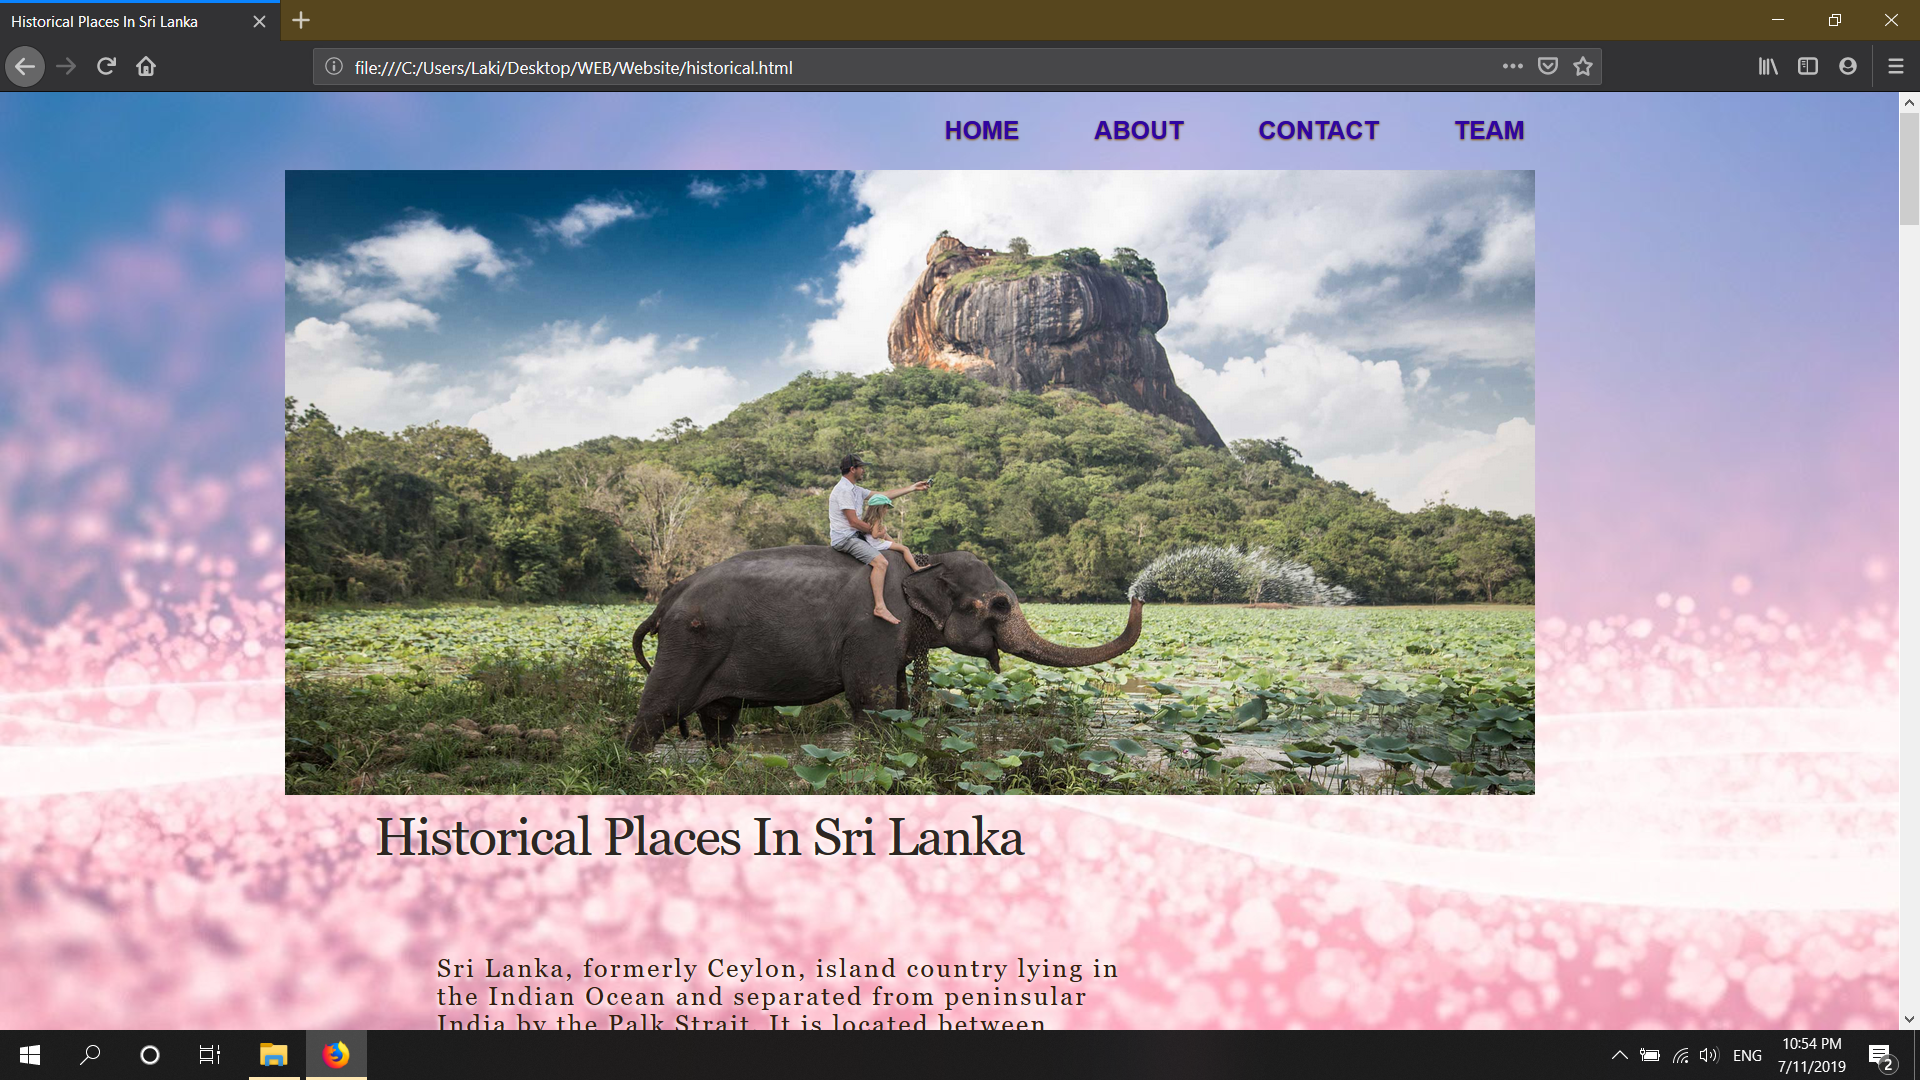 Historical Places In Sri Lanka
file:///C:/Users/Laki/Desktop/WEB/Website/historical.html
HOME ABOUT CONTACT TEAM
Historical Places In Sri Lanka
Sri Lanka, formerly Ceylon, island country lying in
the Indian Ocean and separated from peninsular
India by the Palk Strait. It is located between
ENG
10:54 PM
7/11/2019
2